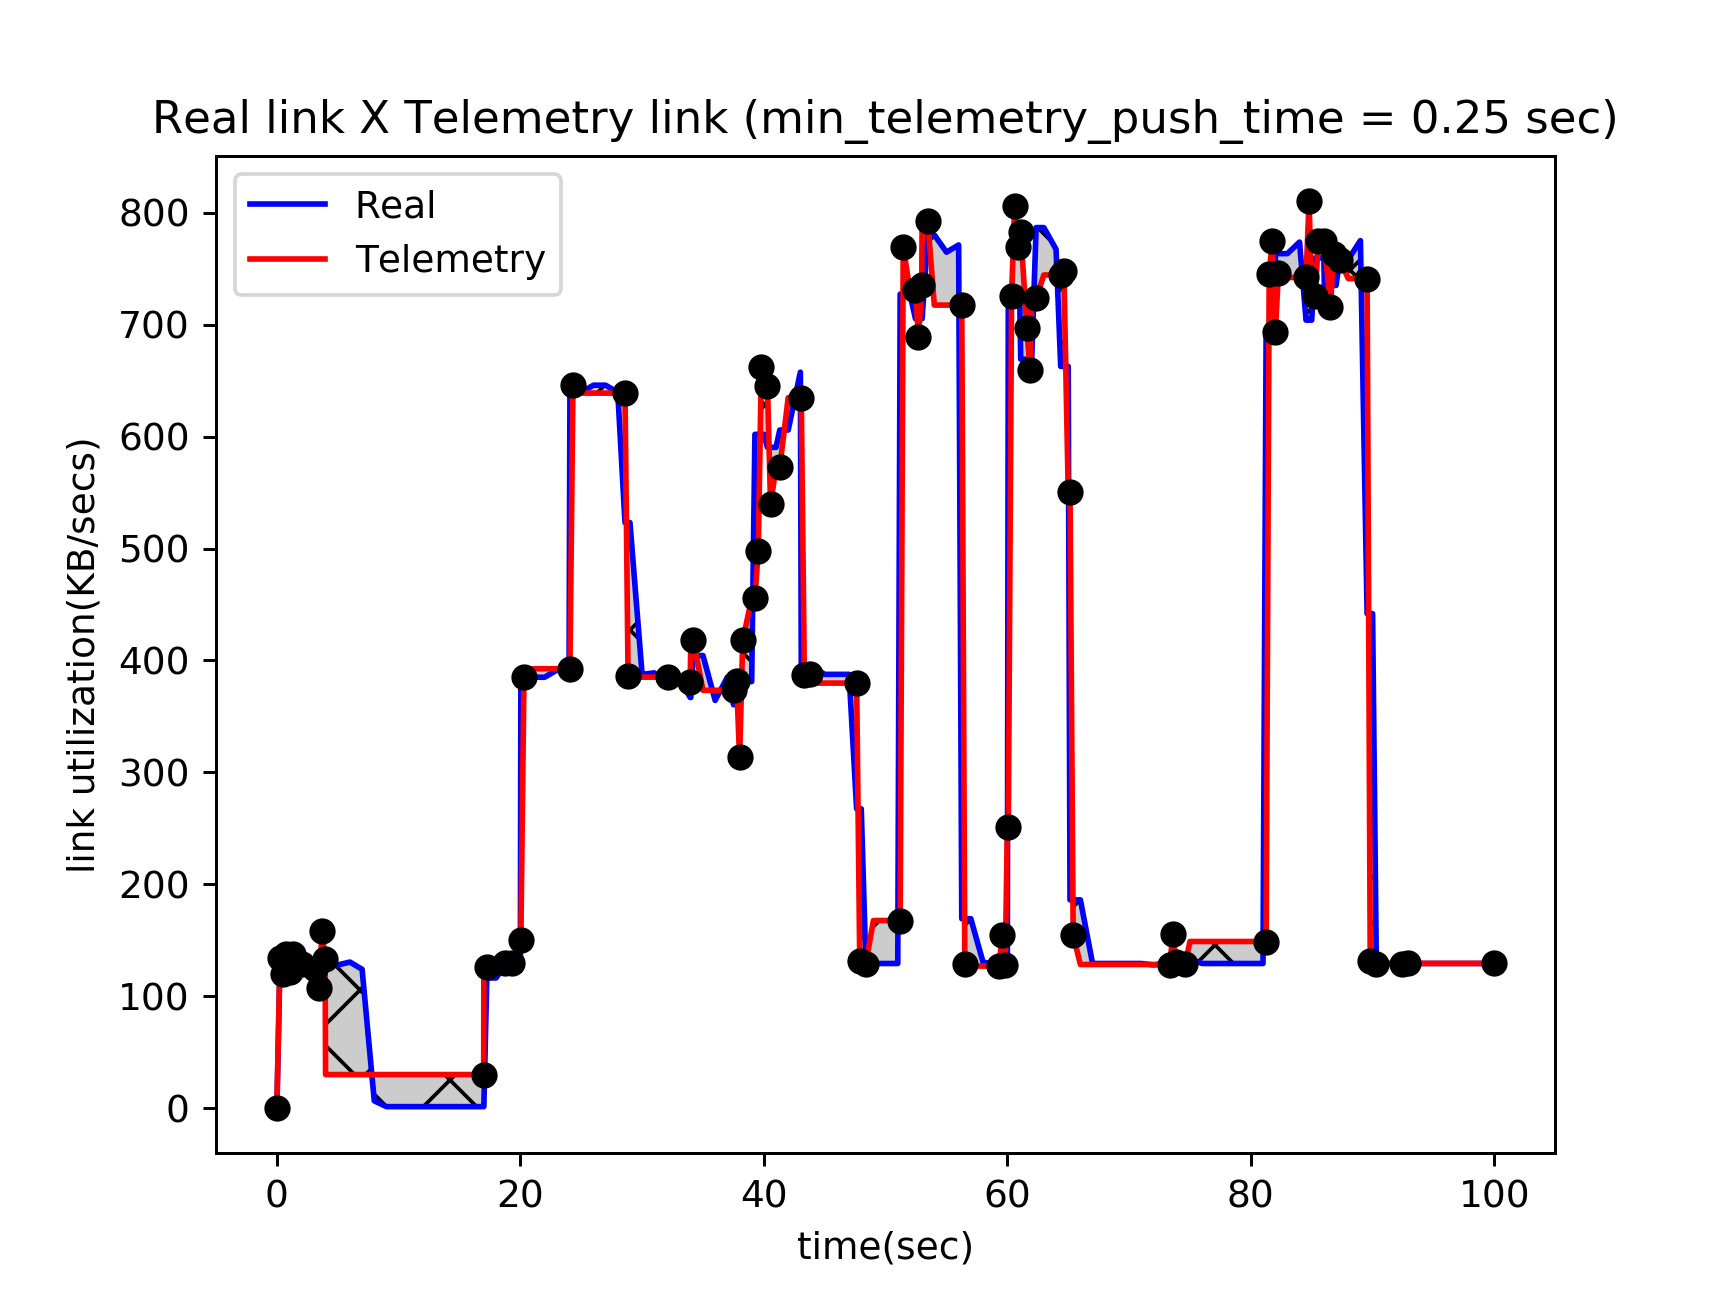 Real link X Telemetry link (min_telemetry_push_time = 0.25 sec)
Real
Telemetry
800
700
600
500
400
300
200
100
0
link utilization(KB/secs)
0 20 40 60 80 100
time(sec)